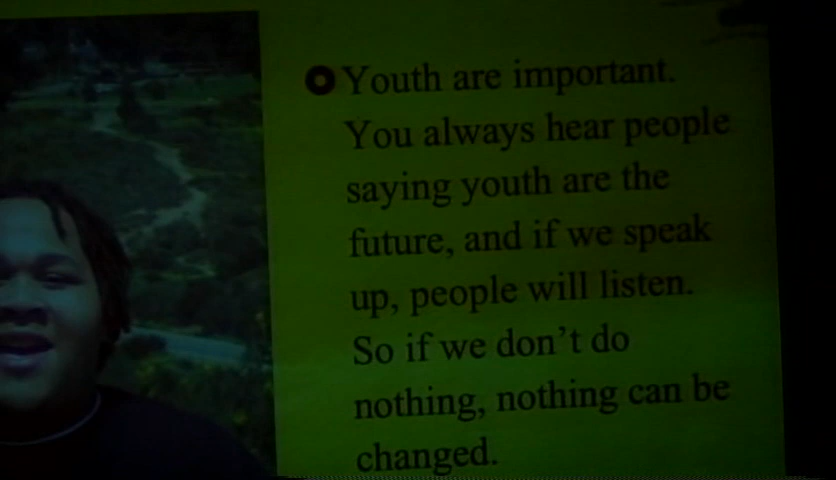 Youth are important.
You always hear people
saying youth are the
future, and if we speak
up, people will listen.
So if we don't do
nothing, nothing can be
changed.